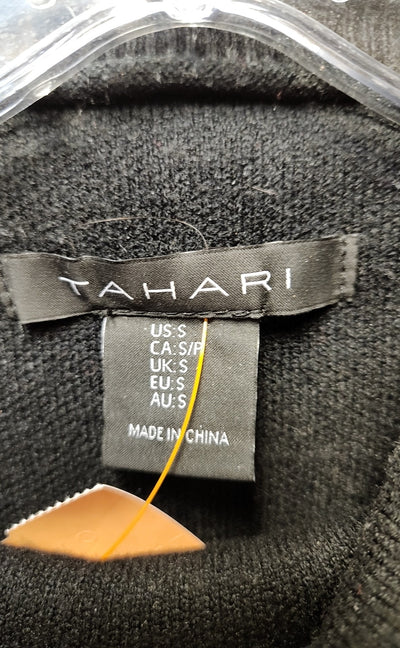 TAHARI
US:S
CA:S/P
UK:S
EU:S
AU:S
MADE IN CHINA